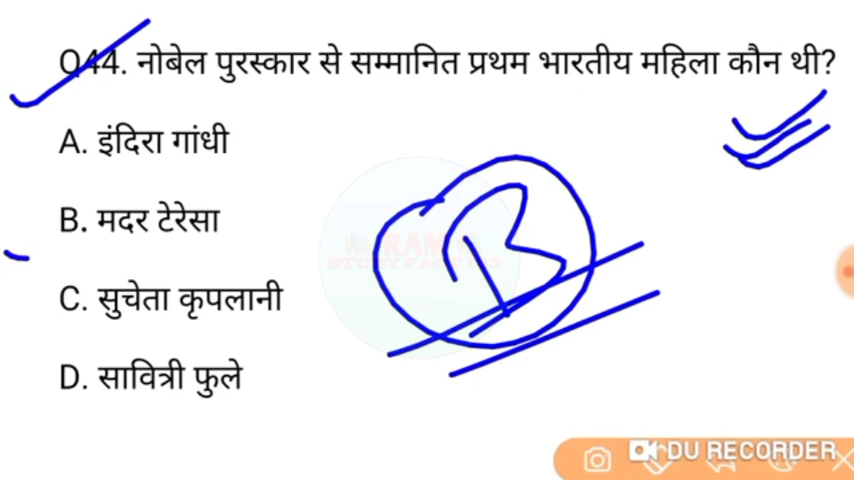 Q44. नोबेल पुरस्कार से सम्मानित प्रथम भारतीय महिला कौन थी?
A. इंदिरा गांधी
B. मदर टेरेसा
B
C. सुचेता कृपलानी
D. सावित्री फुले
DU RECORDER